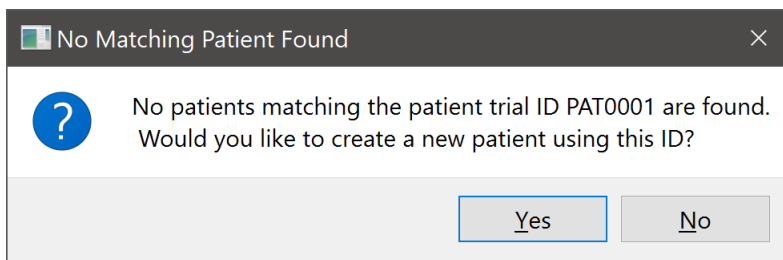 No Matching Patient Found
?
No patients matching the patient trial ID PAT0001 are found.
Would you like to create a new patient using this ID?
Yes No